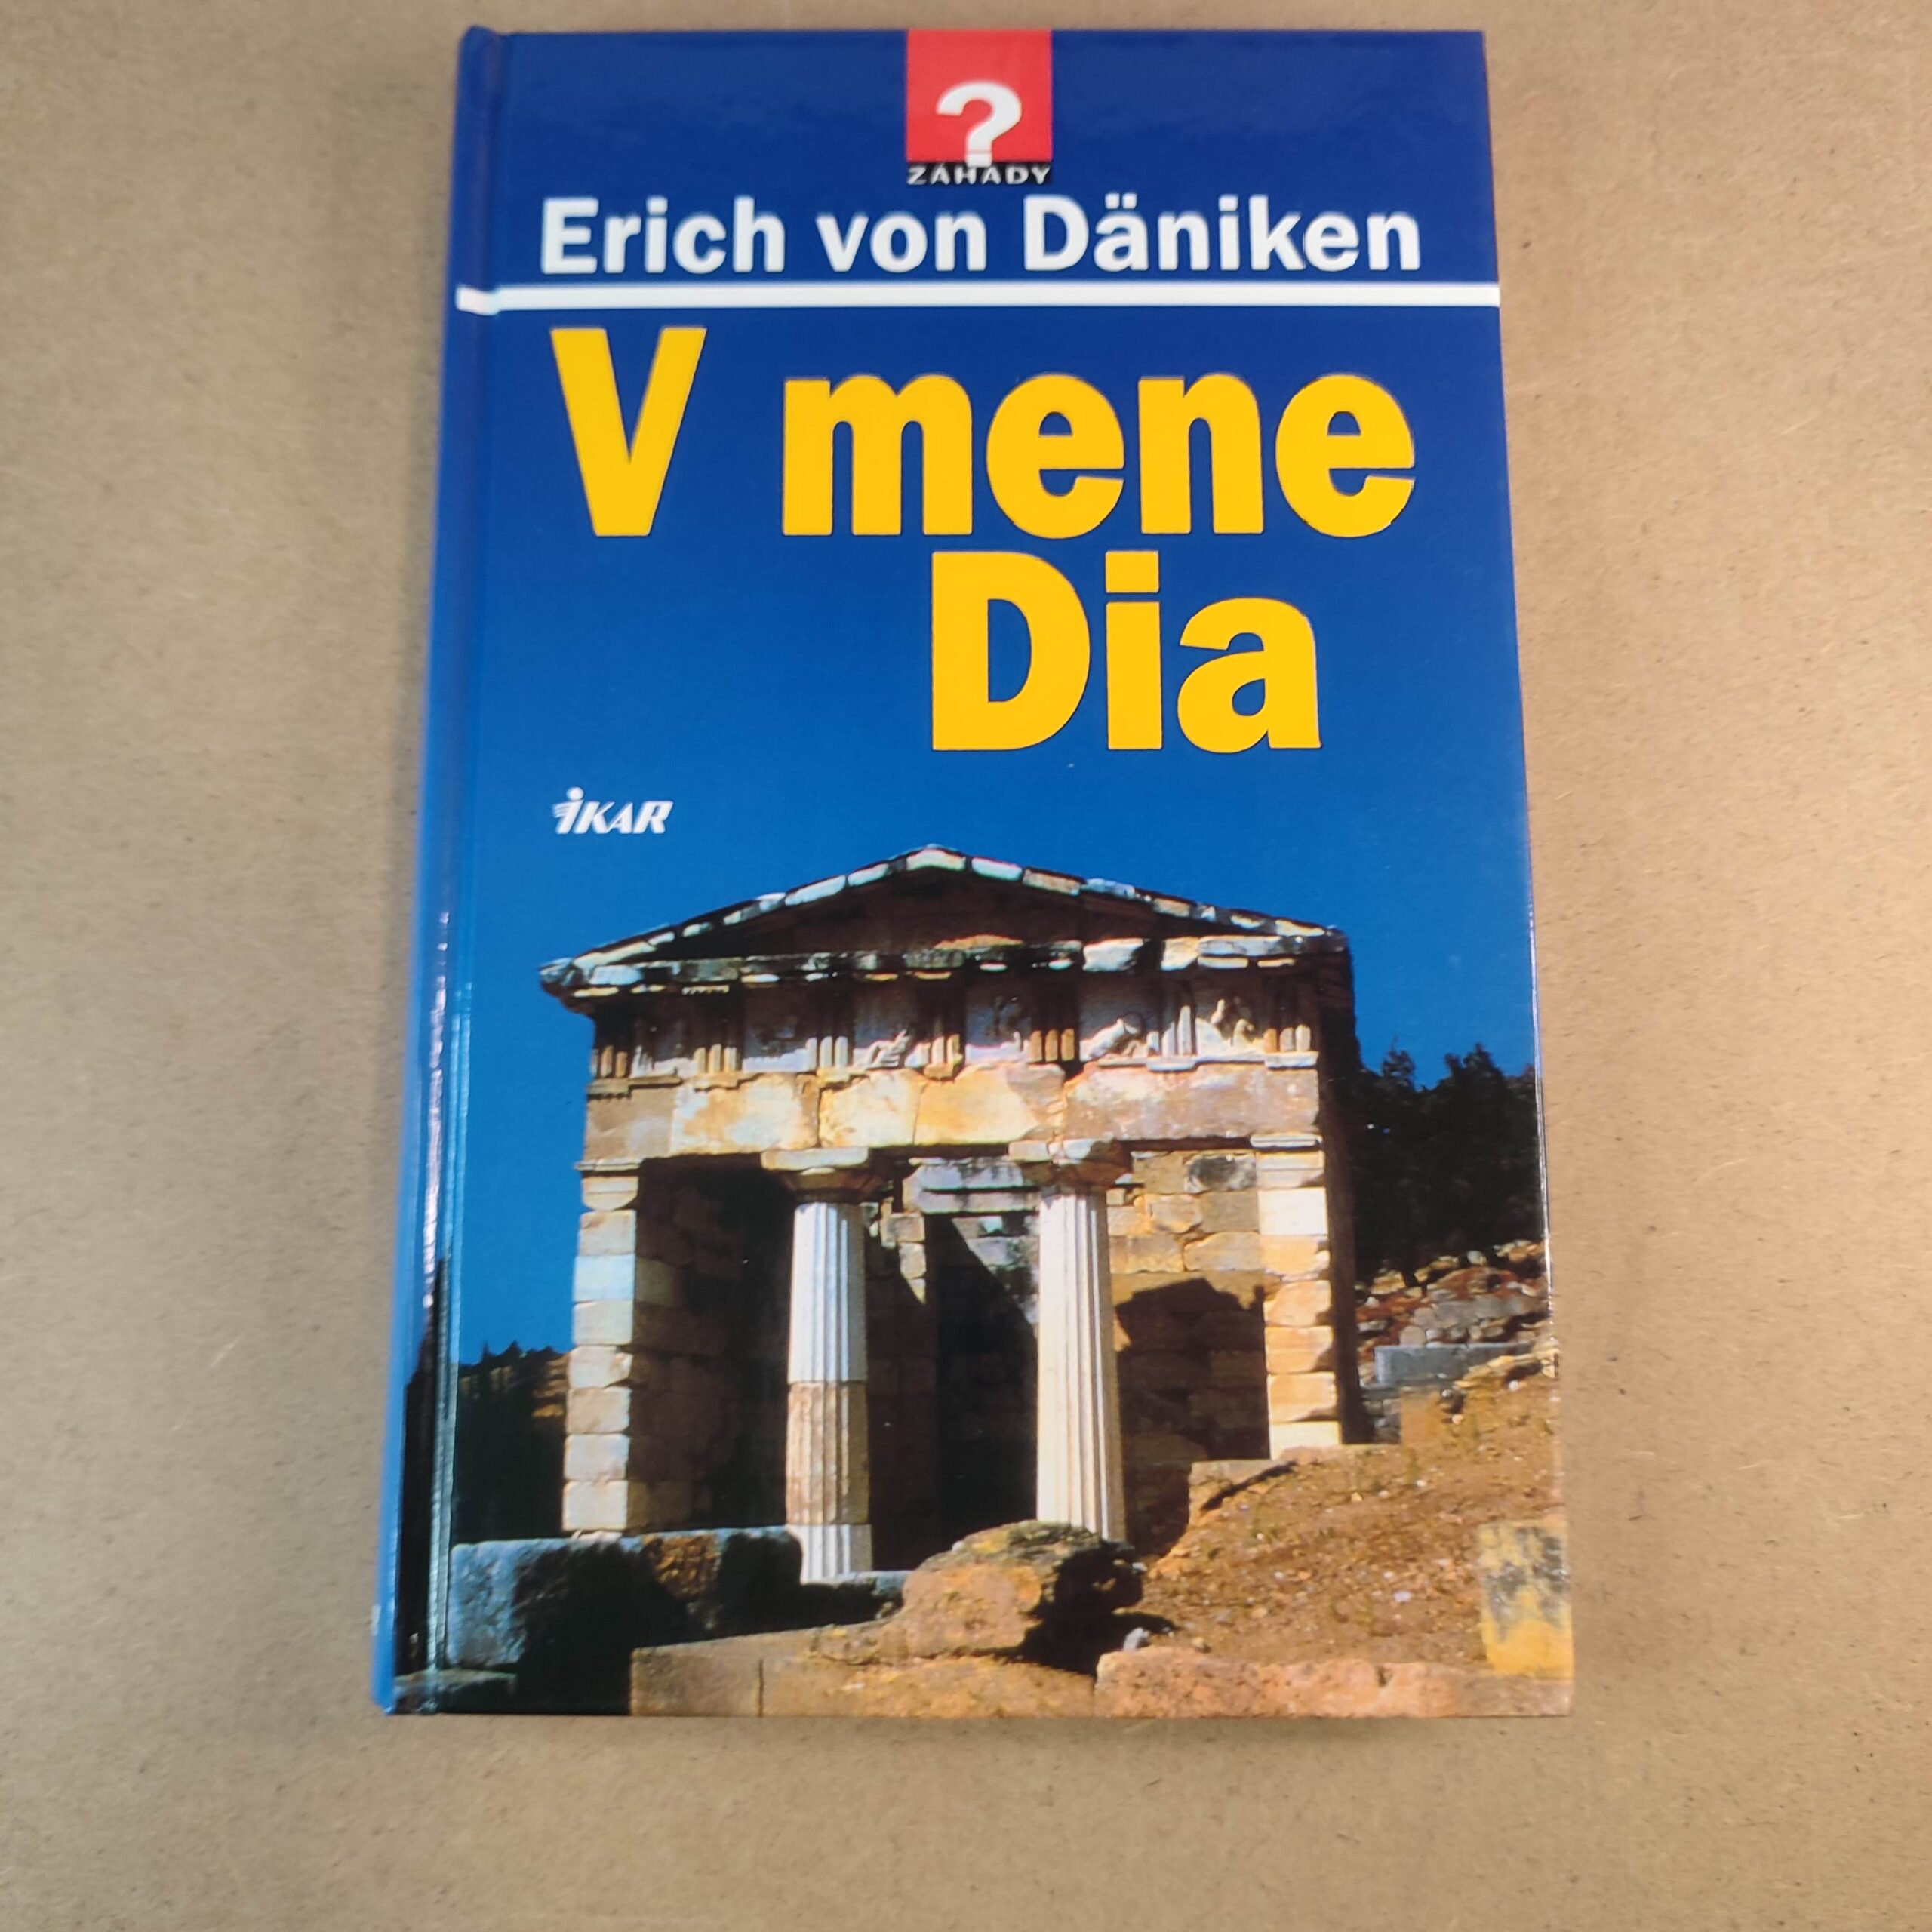 ?
ZÁHADY
Erich von Däniken
V mene
Dia
iKAR